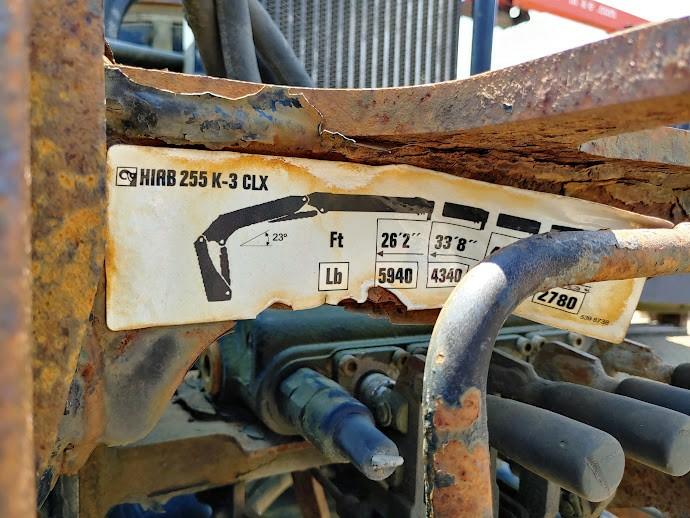 HIAB 255 K-3 CLX
23°
Ft 26'2" 33'8"
Lb 5940 4340 2780